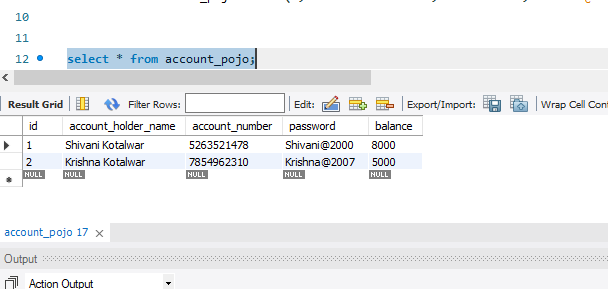 10
11
12 select * from account_pojo;
Result Grid Filter Rows: Edit: Export/Import: Wrap Cell Cont
id account_holder_name account_number password balance
1 Shivani Kotalwar 5263521478 Shivani@2000 8000
2 Krishna Kotalwar 7854962310 Krishna@2007 5000
NULL NULL NULL NULL NULL
account_pojo 17
Output
Action Output